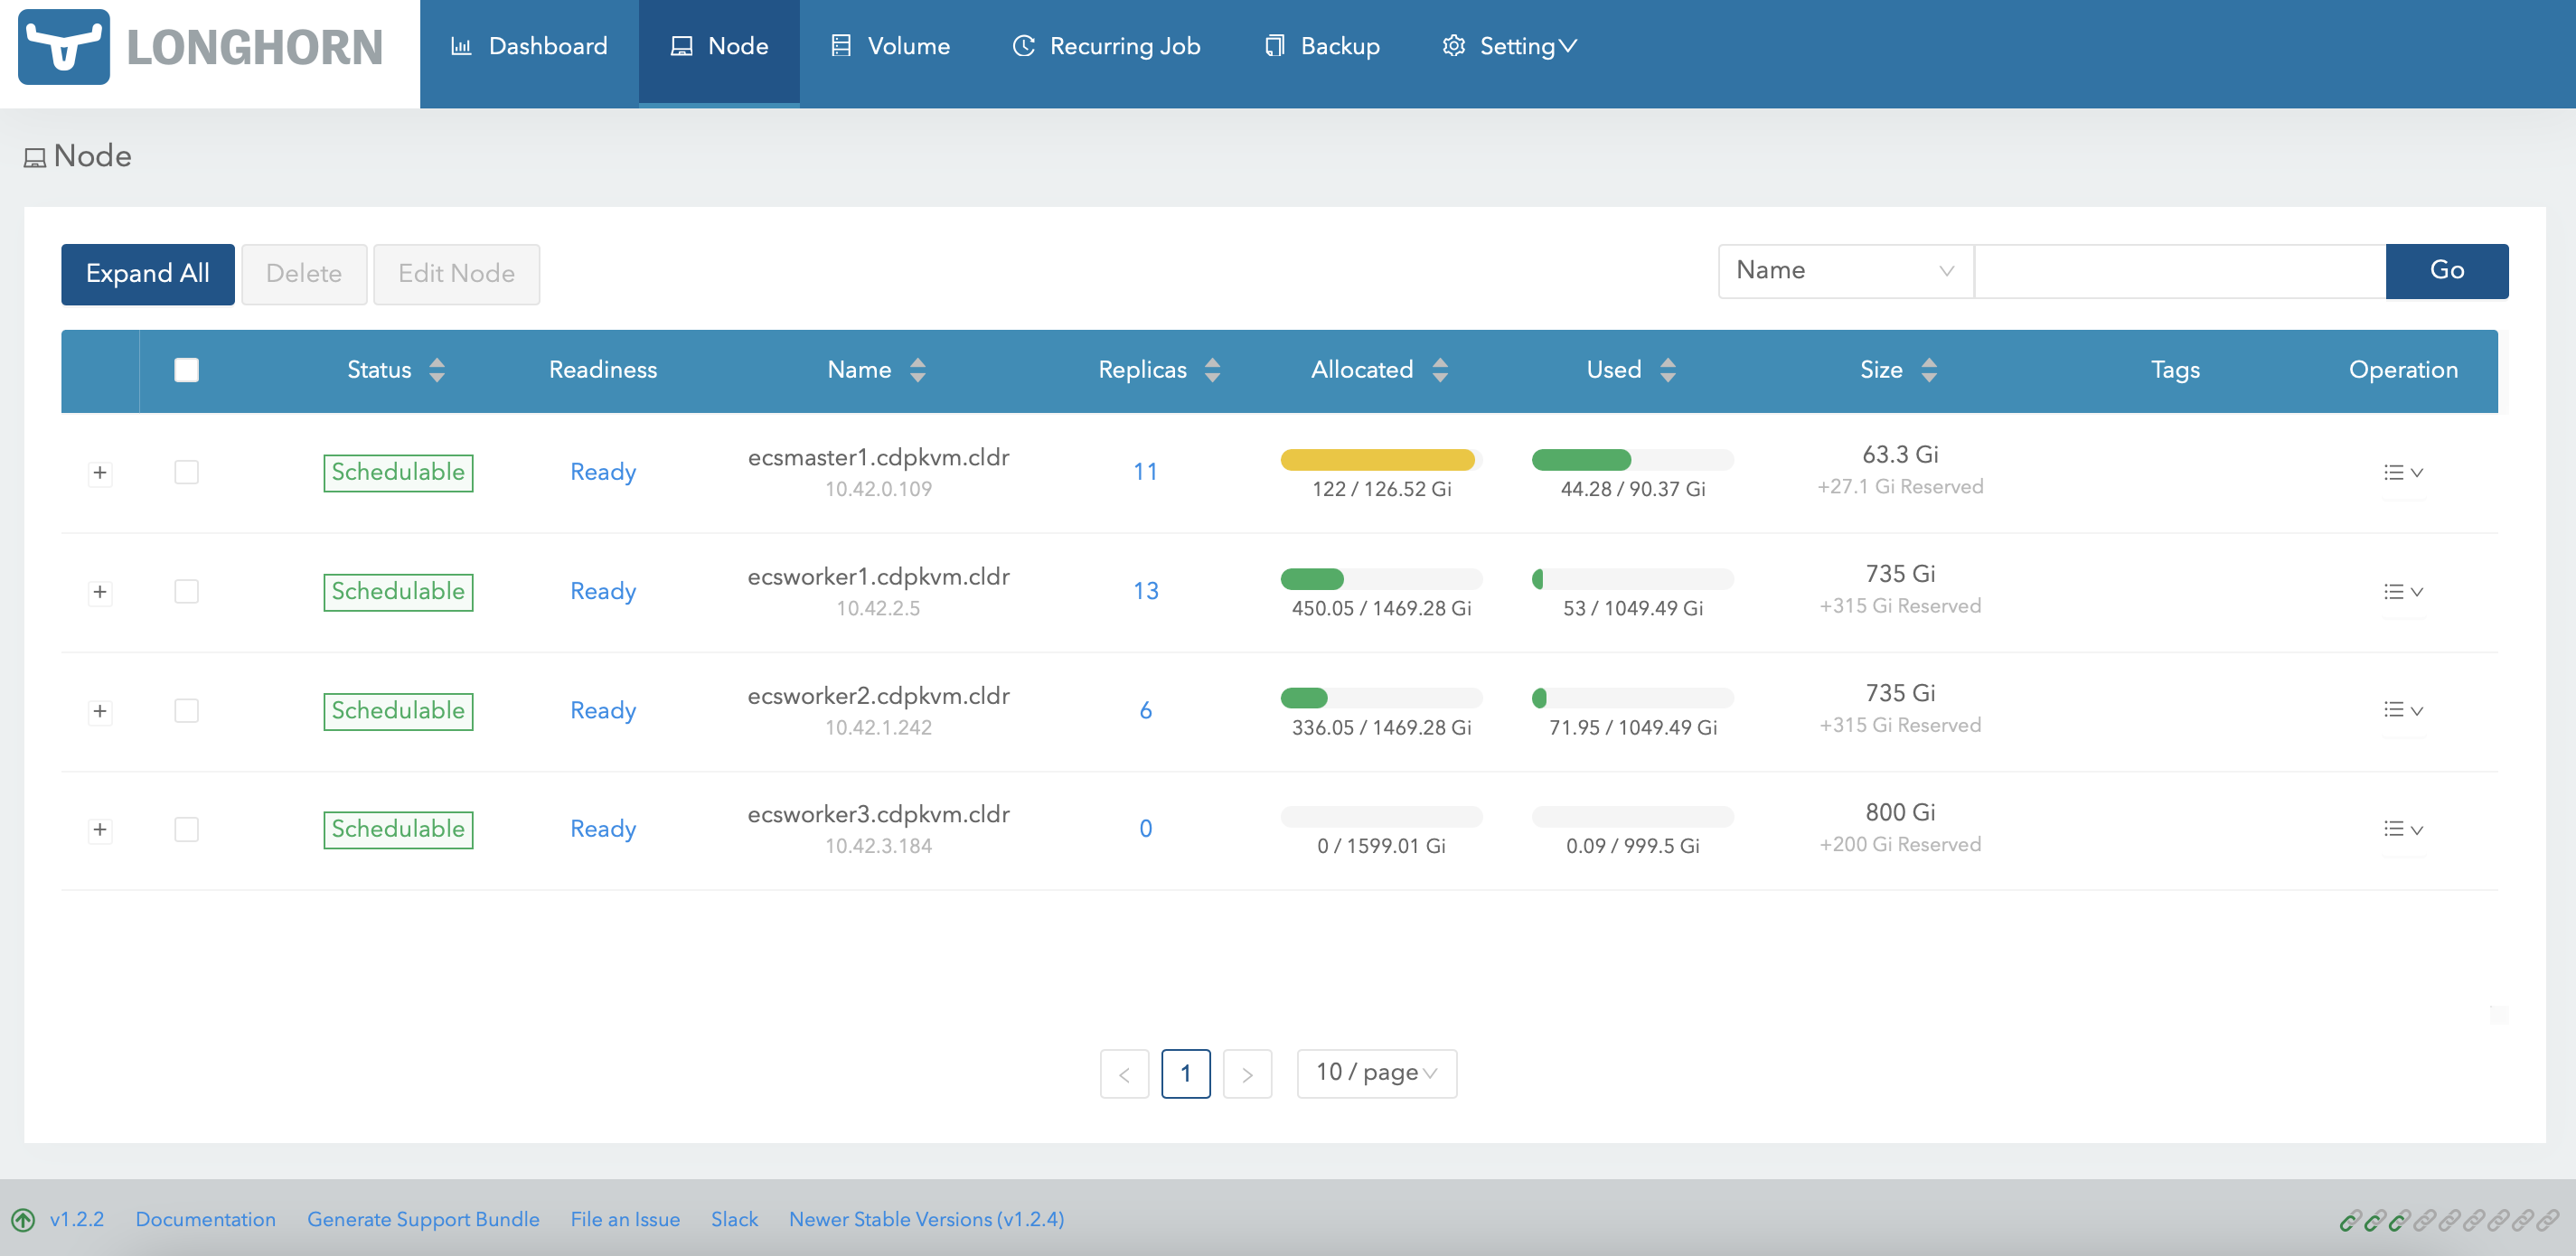 LONGHORN
Dashboard Node Volume Recurring Job Backup Setting
Node
Expand All Delete Edit Node Name Go
Status Readiness Name Replicas Allocated Used Size Tags Operation
Schedulable Ready ecsmaster1.cdpkvm.cldr 11 122 / 126.52 Gi 44.28 / 90.37 Gi 63.3 Gi
10.42.0.109 +27.1 Gi Reserved
Schedulable Ready ecsworker1.cdpkvm.cldr 13 450.05 / 1469.28 Gi 53 / 1049.49 Gi 735 Gi
10.42.2.5 +315 Gi Reserved
Schedulable Ready ecsworker2.cdpkvm.cldr 6 336.05 / 1469.28 Gi 71.95 / 1049.49 Gi 735 Gi
10.42.1.242 +315 Gi Reserved
Schedulable Ready ecsworker3.cdpkvm.cldr 0 0 / 1599.01 Gi 0.09 / 999.5 Gi 800 Gi
10.42.3.184 +200 Gi Reserved
< 1 > 10 / page
v1.2.2 Documentation Generate Support Bundle File an Issue Slack Newer Stable Versions (v1.2.4)